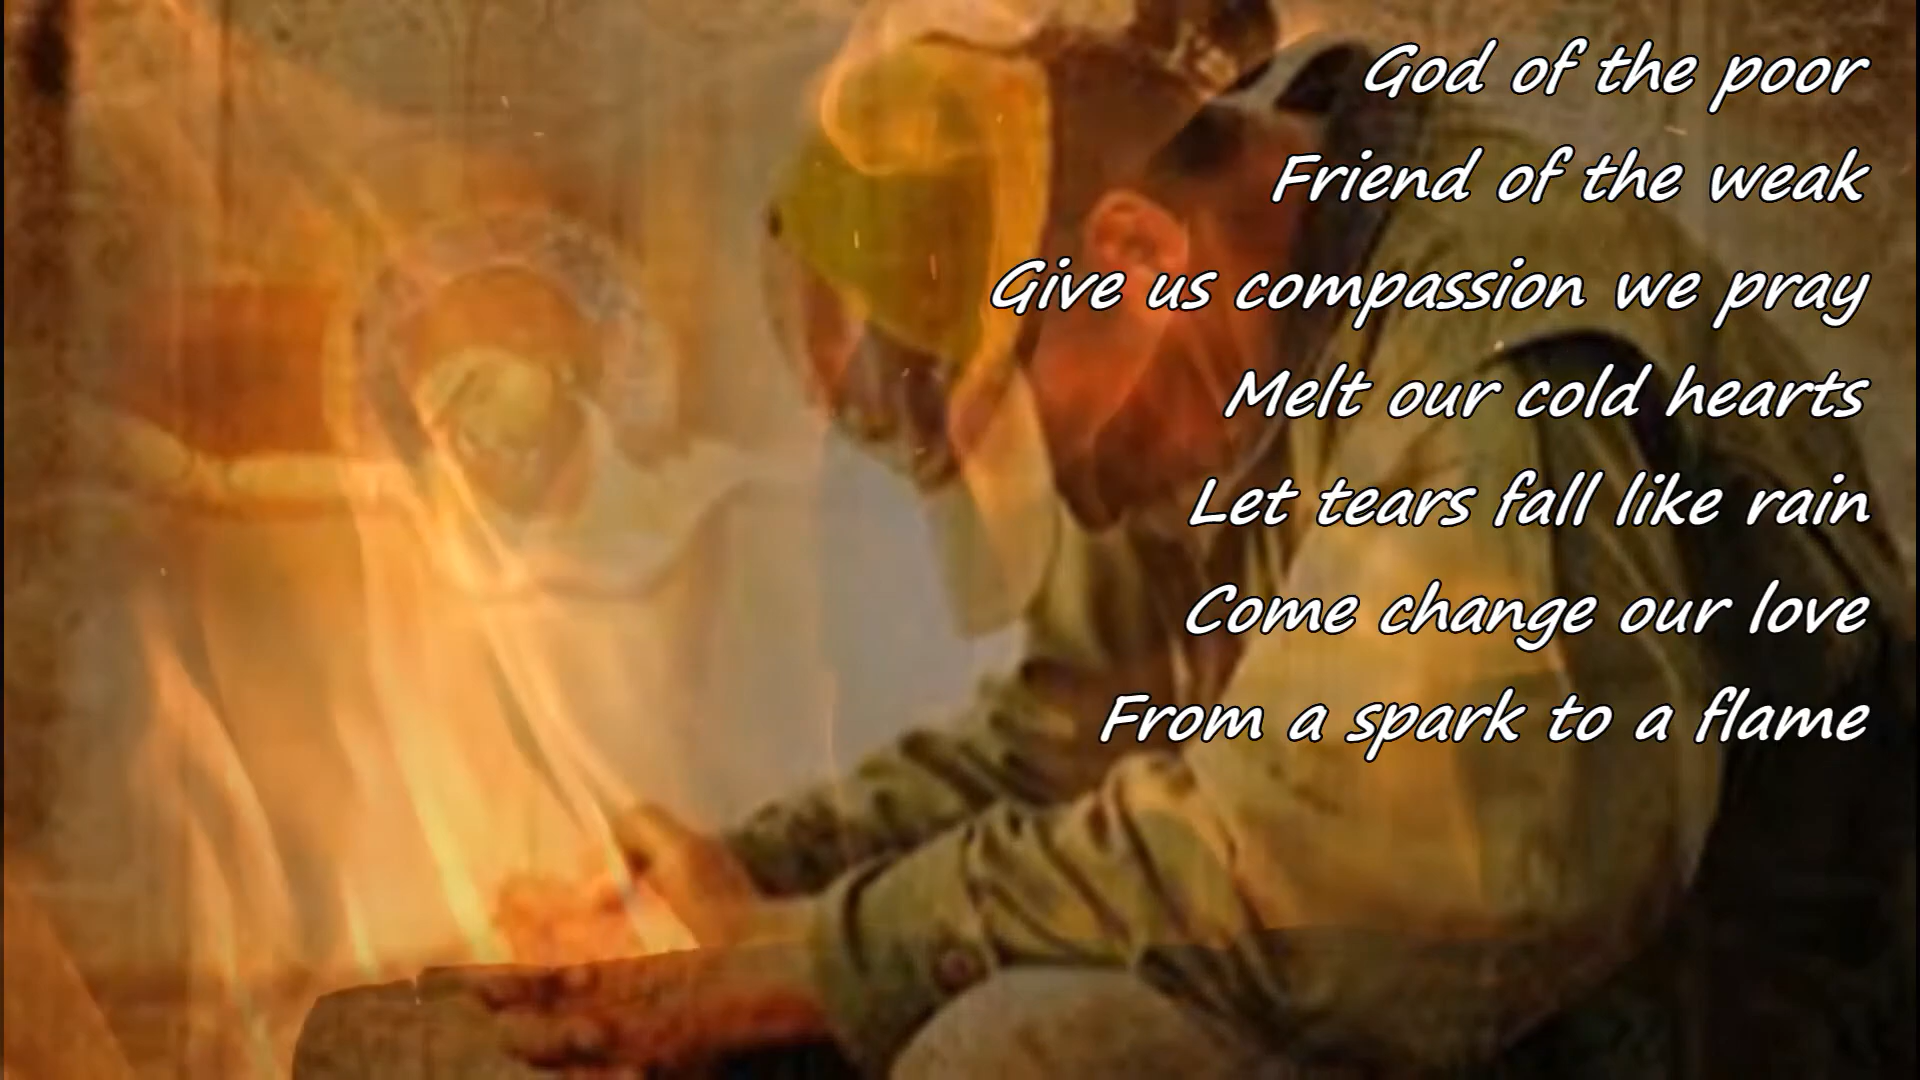 God of the poor
Friend of the weak
Give us compassion we pray
Melt our cold hearts
Let tears fall like rain
Come change our love
From a spark to a flame